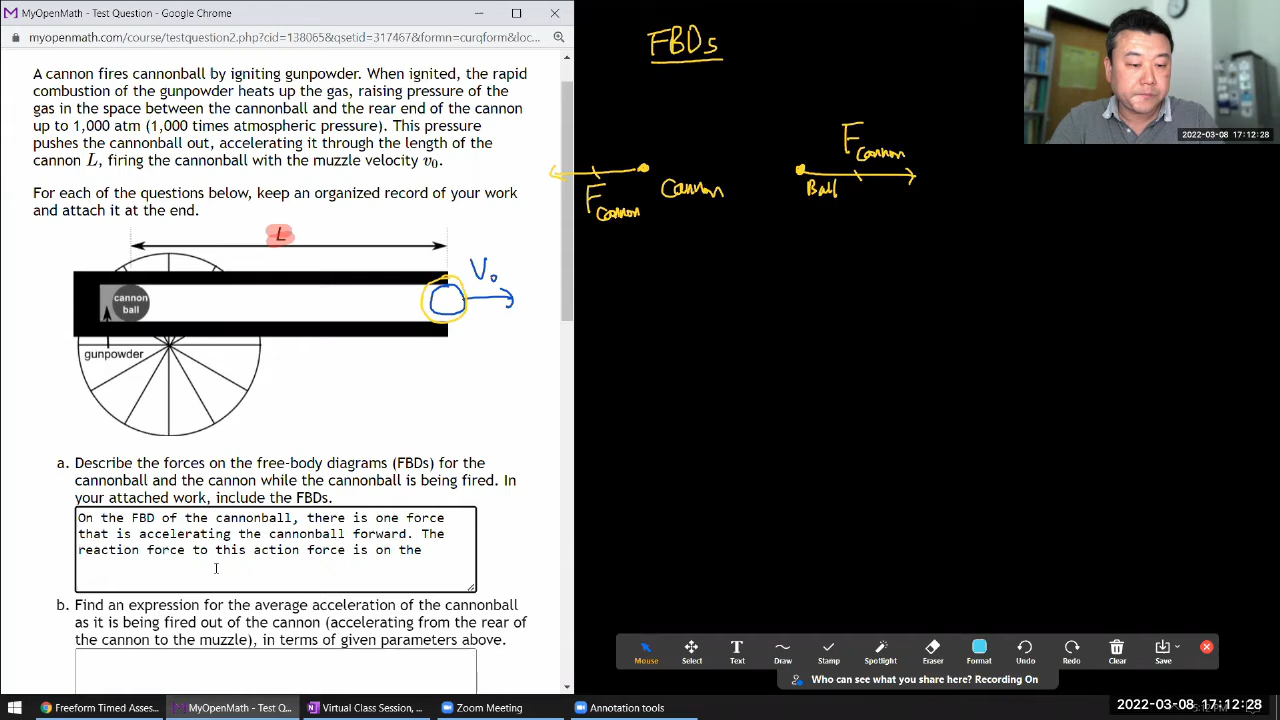 MyOpenMath - Test Question - Google Chrome
myopenmath.com/course/testquestion2.php?cid=138065&qsetid=317467&formn=curqform&loc...
A cannon fires cannonball by igniting gunpowder. When ignited, the rapid
combustion of the gunpowder heats up the gas, raising pressure of the
gas in the space between the cannonball and the rear end of the cannon
up to 1,000 atm (1,000 times atmospheric pressure). This pressure
pushes the cannonball out, accelerating it through the length of the
cannon L, firing the cannonball with the muzzle velocity v₀.
For each of the questions below, keep an organized record of your work
and attach it at the end.
L
V₀
cannon
ball
gunpowder
a. Describe the forces on the free-body diagrams (FBDs) for the
cannonball and the cannon while the cannonball is being fired. In
your attached work, include the FBDs.
On the FBD of the cannonball, there is one force
that is accelerating the cannonball forward. The
reaction force to this action force is on the
b. Find an expression for the average acceleration of the cannonball
as it is being fired out of the cannon (accelerating from the rear of
the cannon to the muzzle), in terms of given parameters above.
FBDs
F cannon
Cannon
F cannon
Ball
2022-03-08 17:12:28
Mouse
Select
Text
Draw
Stamp
Spotlight
Eraser
Format
Undo
Redo
Clear
Save
Who can see what you share here? Recording On
Freeform Timed Asses...
MyOpenMath - Test Q...
Virtual Class Session, ...
Zoom Meeting
Annotation tools
2022-03-08 17:12:28